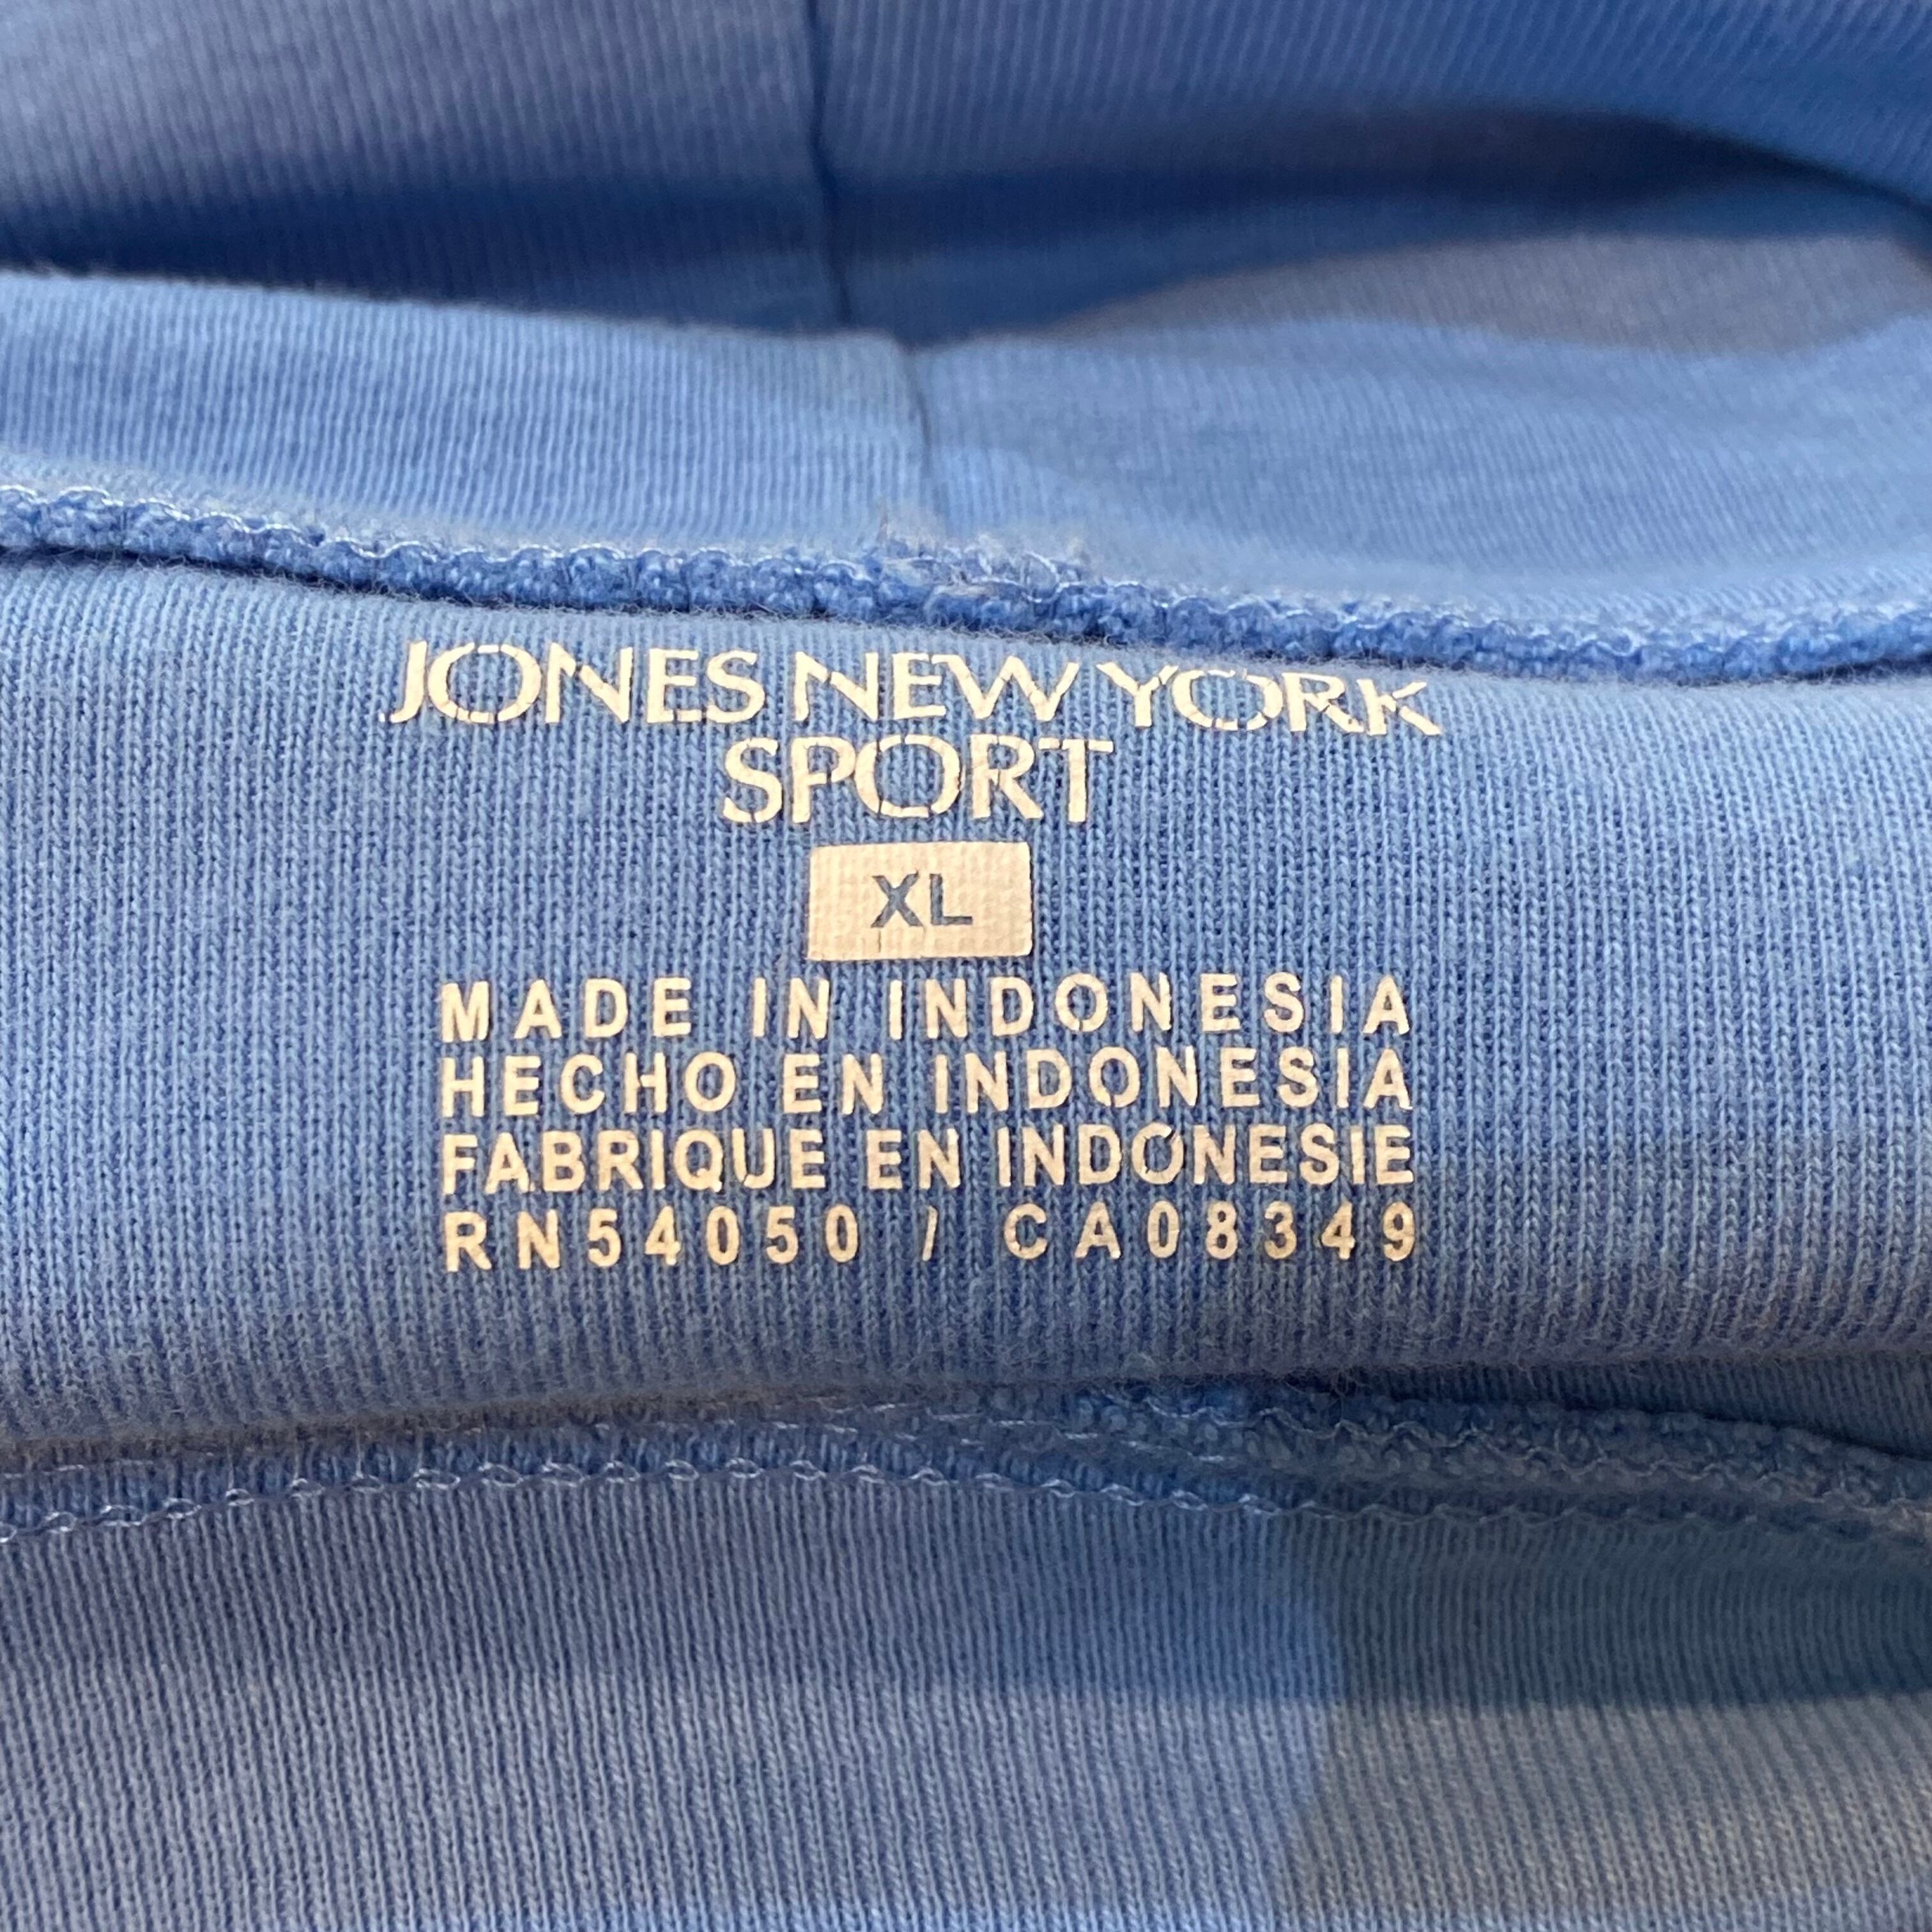 JONES NEW YORK
SPORT
XL
MADE IN INDONESIA
HECHO EN INDONESIA
FABRIQUE EN INDONESIE
RN54050 / CA08349